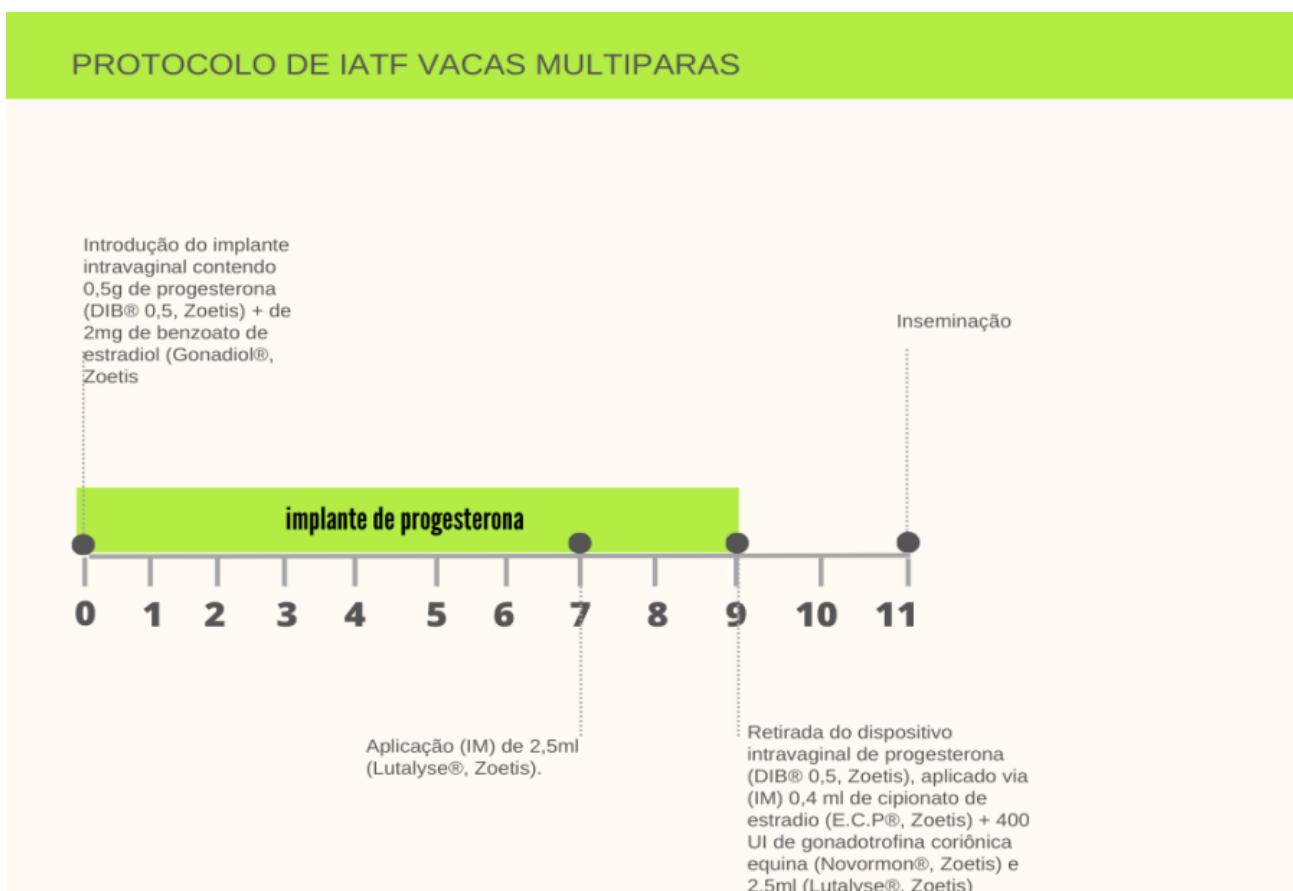 PROTOCOLO DE IATF VACAS MULTIPARAS
Introdução do implante
intravaginal contendo
0,5g de progesterona
(DIB® 0,5, Zoetis) + de
2mg de benzoato de
estradiol (Gonadiol®,
Zoetis
Inseminação
implante de progesterona
0 1 2 3 4 5 6 7 8 9 10 11
Aplicação (IM) de 2,5ml
(Lutalyse®, Zoetis).
Retirada do dispositivo
intravaginal de progesterona
(DIB® 0,5, Zoetis), aplicado via
(IM) 0,4 ml de cipionato de
estradio (E.C.P®, Zoetis) + 400
UI de gonadotrofina coriônica
equina (Novormon®, Zoetis) e
2,5ml (Lutalyse®, Zoetis)